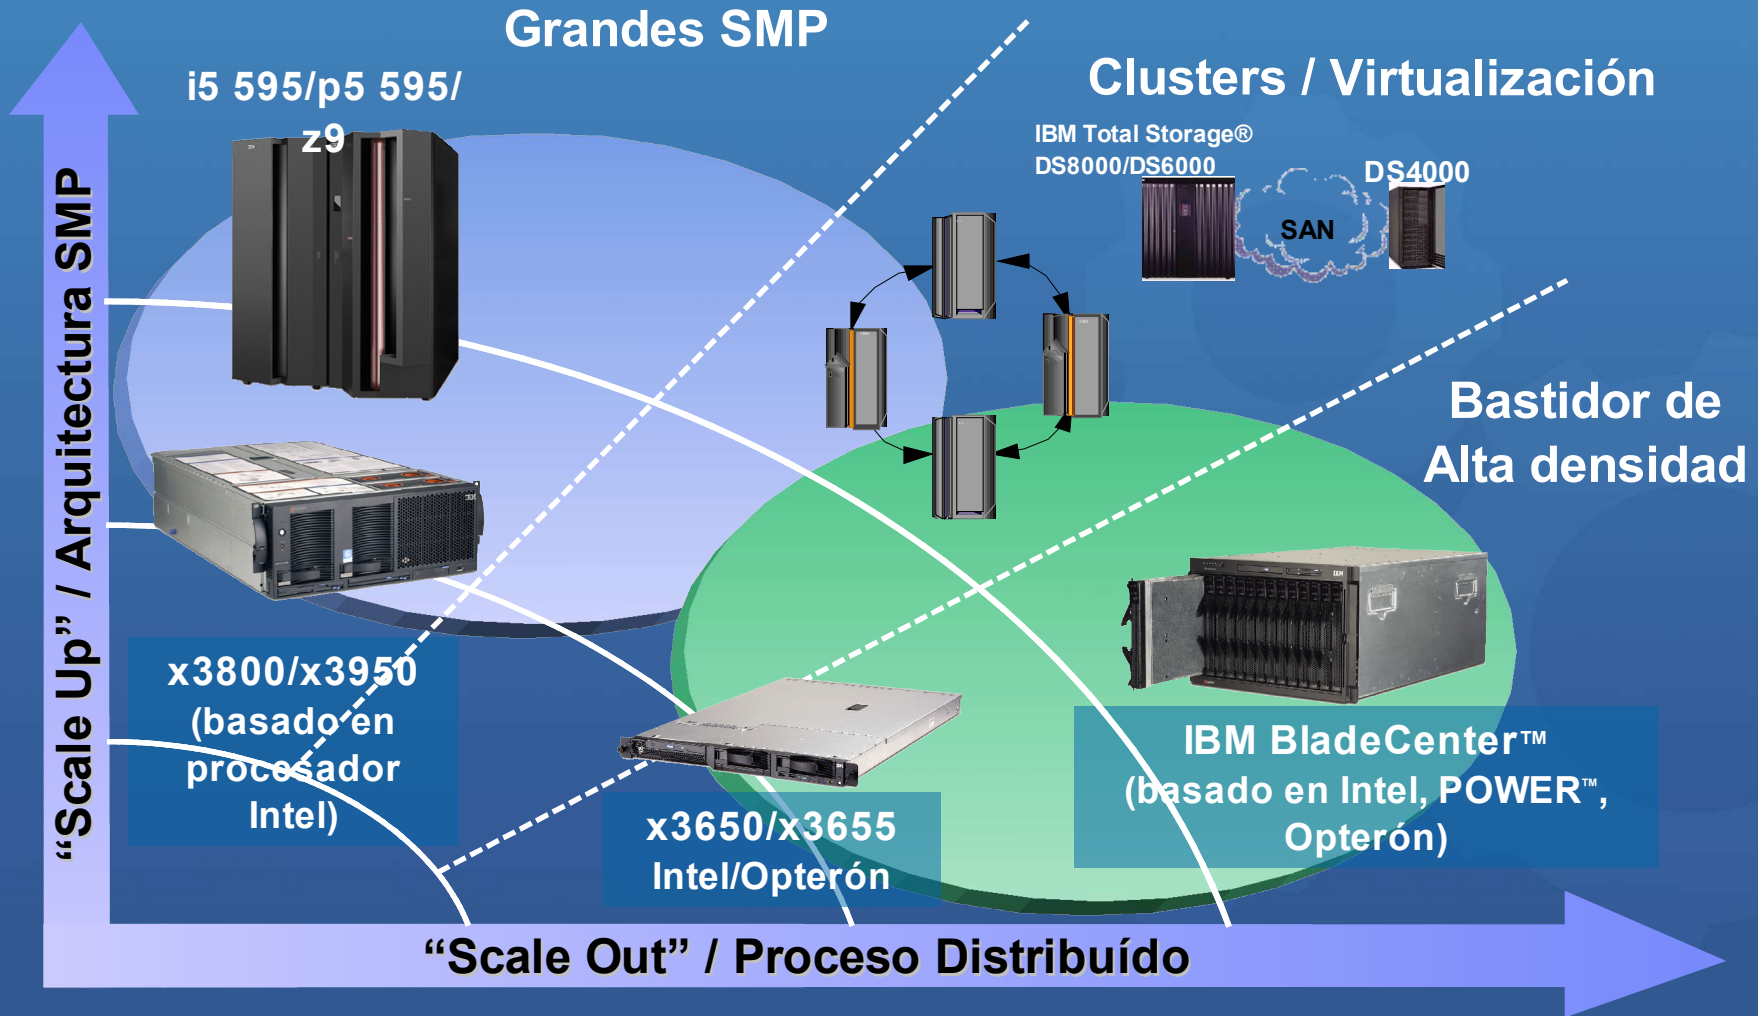 Grandes SMP
Clusters / Virtualización
i5 595/p5 595/
z9
IBM Total Storage®
DS8000/DS6000
DS4000
SAN
Bastidor de
Alta densidad
“Scale Up” / Arquitectura SMP
x3800/x3950
(basado en
procesador
Intel)
x3650/x3655
Intel/Opterón
IBM BladeCenter™
(basado en Intel, POWER™,
Opterón)
“Scale Out” / Proceso Distribuído